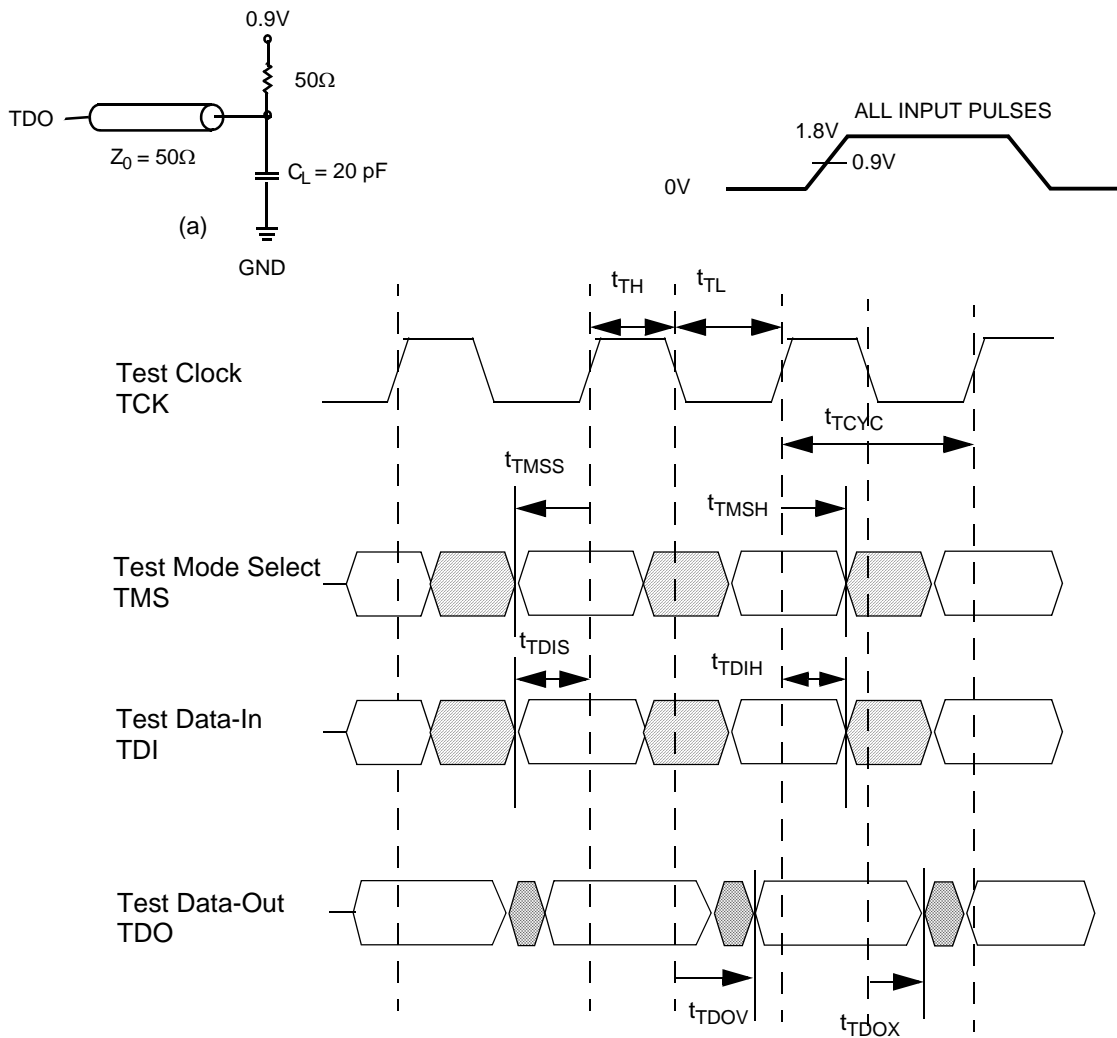 0.9V
50Ω
TDO
Z0 = 50Ω
CL = 20 pF
(a)
GND
ALL INPUT PULSES
1.8V
0.9V
0V
tTH
tTL
Test Clock
TCK
tTCYC
tTMSS
tTMSH
Test Mode Select
TMS
tTDIS
tTDIH
Test Data-In
TDI
Test Data-Out
TDO
tTDOV
tTDOX